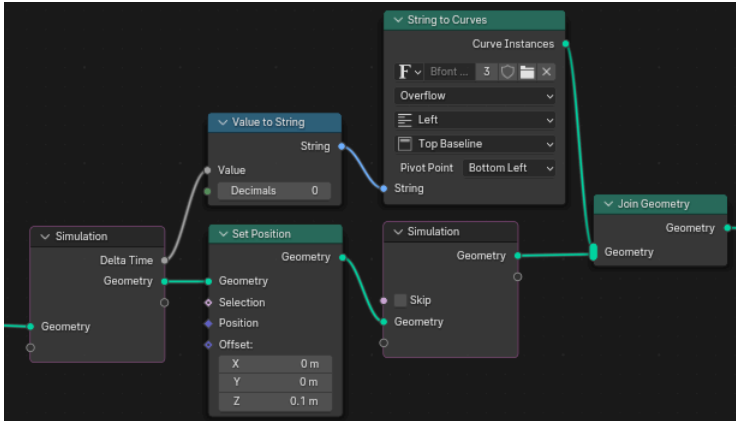 String to Curves
Curve Instances
F Bfont ... 3
Overflow
Left
Top Baseline
Pivot Point Bottom Left
String
Value to String
String
Value
Decimals 0
Simulation
Delta Time
Geometry
Geometry
Set Position
Geometry
Geometry
Selection
Position
Offset:
X 0 m
Y 0 m
Z 0.1 m
Simulation
Geometry
Skip
Geometry
Join Geometry
Geometry
Geometry